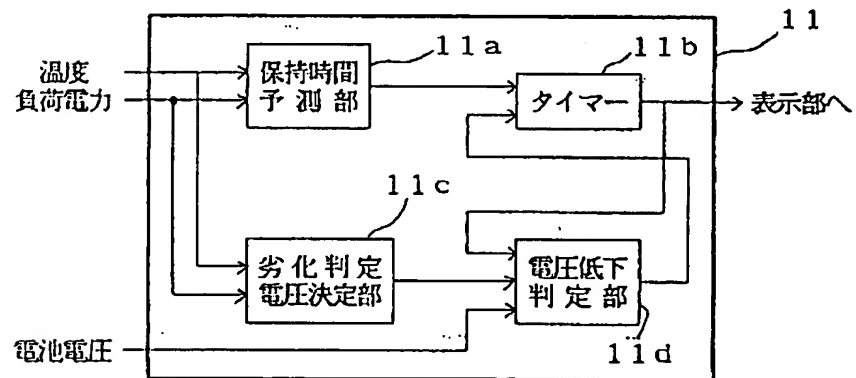 11
11a
11b
温度
負荷電力
保持時間
予測部
タイマー
表示部へ
11c
劣化判定
電圧決定部
電圧低下
判定部
電池電圧
11d